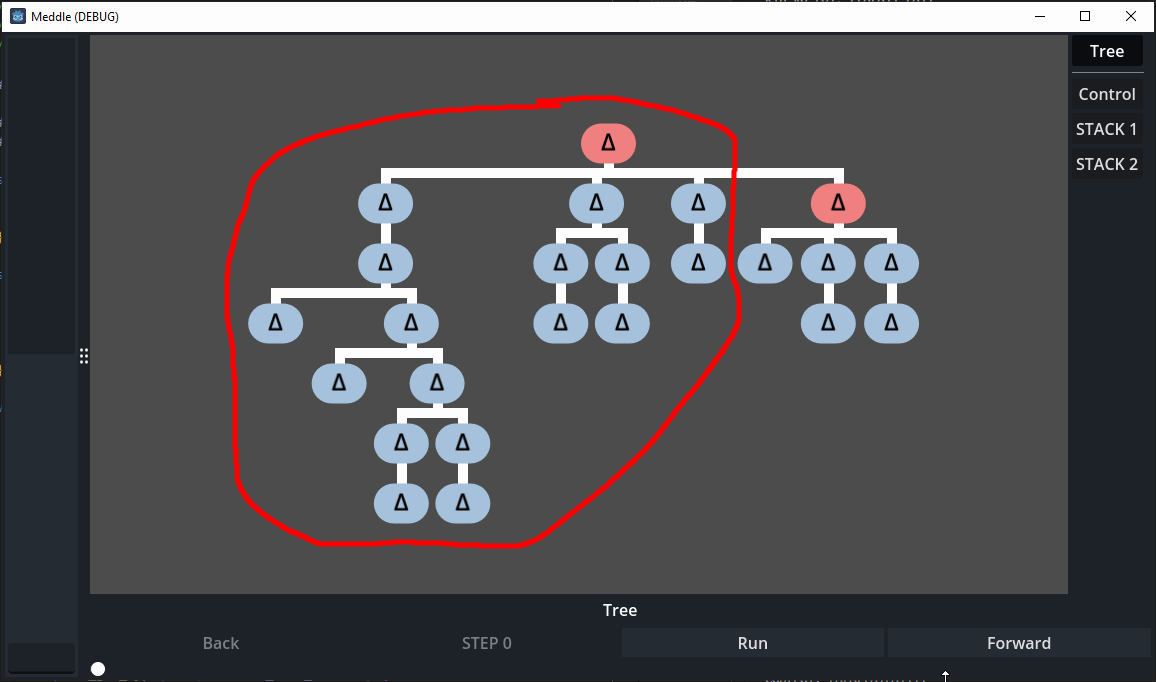 Meddle (DEBUG)
Tree
Control
STACK 1
STACK 2
Δ
Δ Δ Δ Δ
Δ Δ Δ Δ Δ Δ Δ
Δ Δ Δ Δ Δ Δ
Δ Δ
Δ Δ
Δ Δ
Tree
Back STEP 0 Run Forward